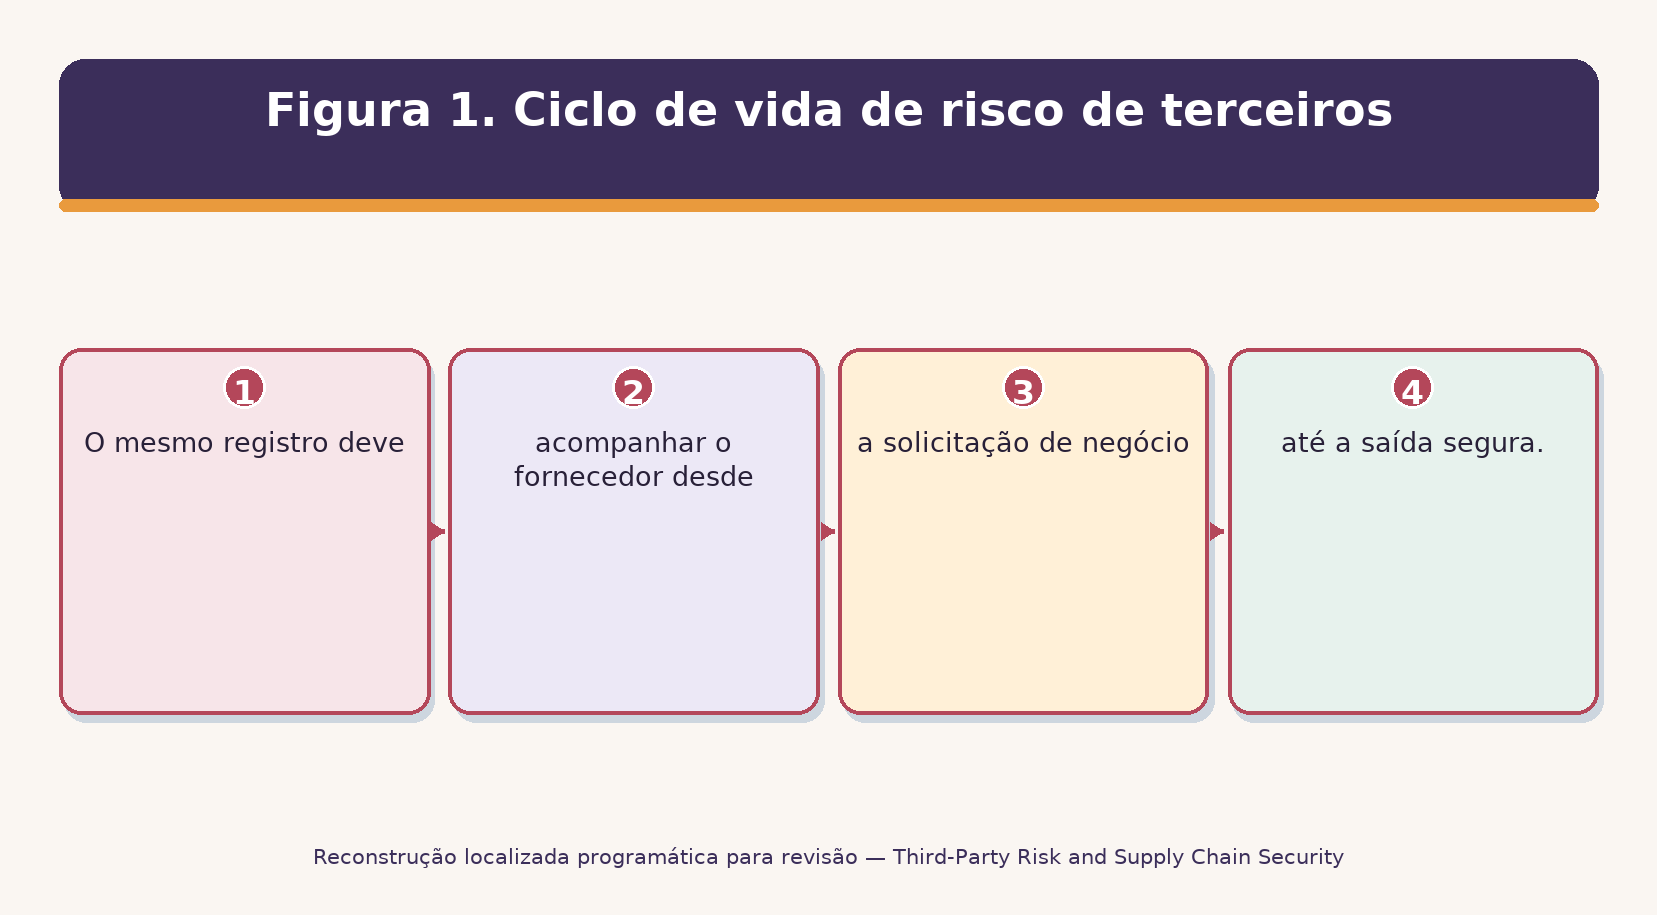 Figura 1. Ciclo de vida de risco de terceiros
1
O mesmo registro deve
2
acompanhar o
fornecedor desde
3
a solicitação de negócio
4
até a saída segura.
Reconstrução localizada programática para revisão — Third-Party Risk and Supply Chain Security